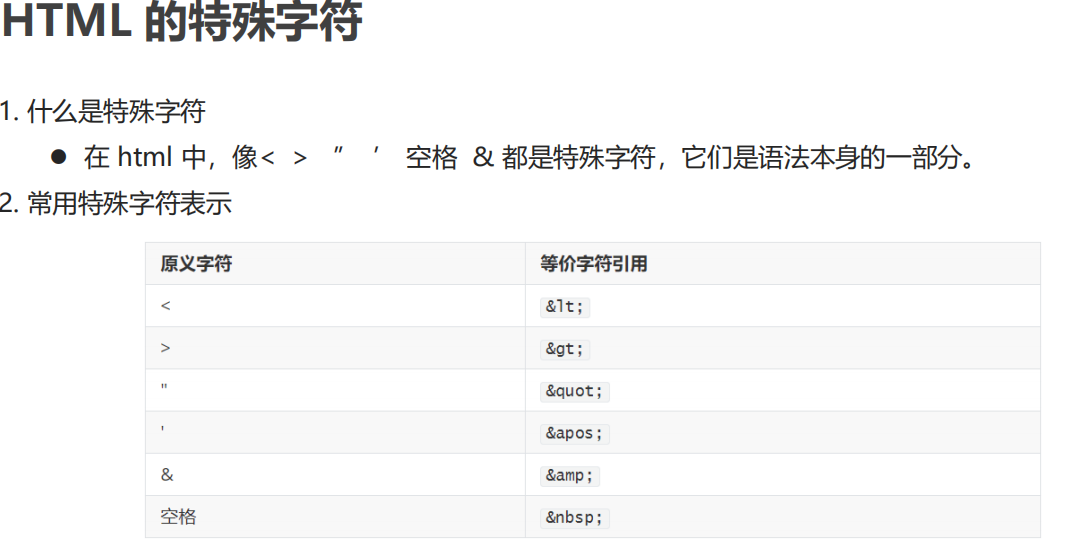 HTML 的特殊字符
1. 什么是特殊字符
● 在 html 中，像< > ” ’ 空格 & 都是特殊字符，它们是语法本身的一部分。
2. 常用特殊字符表示
原义字符 等价字符引用
< &lt;
> &gt;
" &quot;
' &apos;
& &amp;
空格 &nbsp;